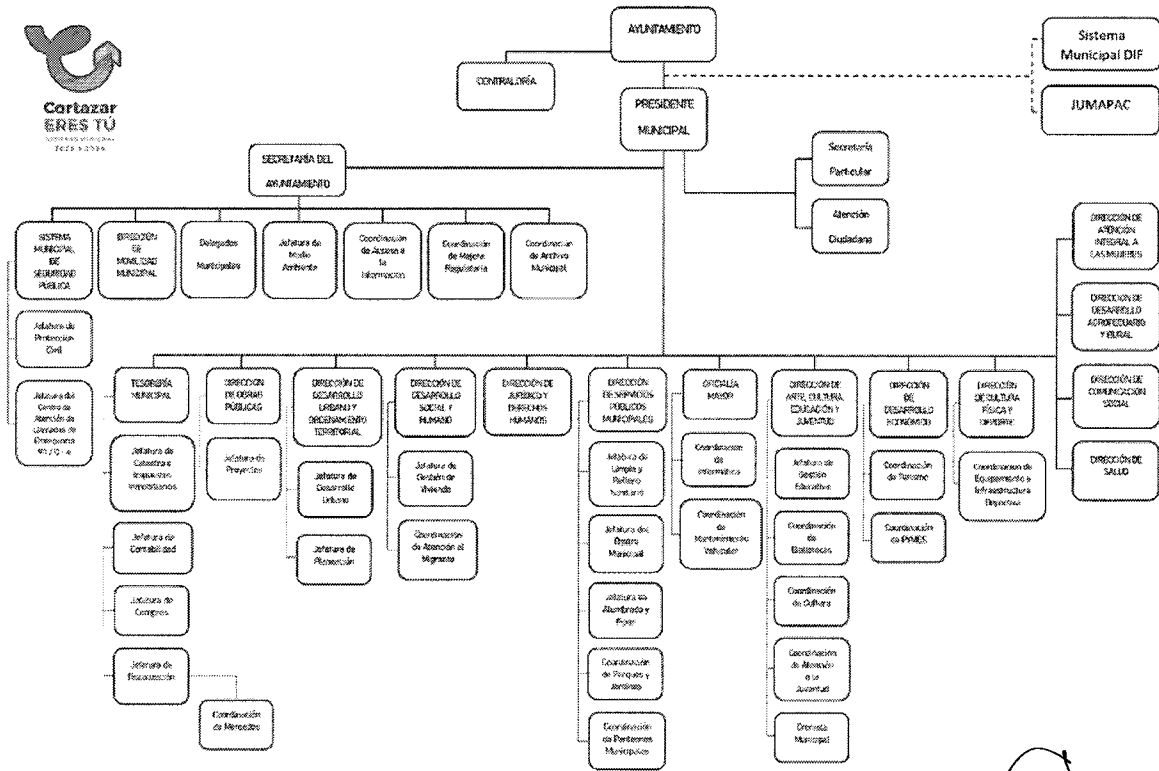 Cortazar
ERES TÚ
AYUNTAMIENTO
CONTRALORÍA
Sistema
Municipal DIF
JUMAPAC
PRESIDENTE
MUNICIPAL
Secretaría
Particular
Atención
Ciudadana
SECRETARÍA DEL
AYUNTAMIENTO
SISTEMA
MUNICIPAL
DE
SEGURIDAD
PÚBLICA
DIRECCIÓN
DE
MOVILIDAD
MUNICIPAL
Delegados
Municipales
Jefatura de
Medio
Ambiente
Coordinación
de Acceso a
la
Información
Coordinación
de Mejora
Regulatoria
Coordinación
de Archivo
Municipal
Jefatura de
Protección
Civil
Jefatura del
Centro de
Atención de
Llamadas de
Emergencia
DIRECCIÓN DE
ATENCIÓN
INTEGRAL A
LAS MUJERES
DIRECCIÓN DE
DESARROLLO
AGROPECUARIO
Y RURAL
DIRECCIÓN DE
COMUNICACIÓN
SOCIAL
DIRECCIÓN DE
SALUD
TESORERÍA
MUNICIPAL
Jefatura de
Catastro e
Impuestos
Inmobiliarios
Jefatura de
Contabilidad
Jefatura de
Compras
Jefatura de
Fiscalización
Coordinación
de Mercados
DIRECCIÓN
DE OBRAS
PÚBLICAS
Jefatura de
Proyectos
DIRECCIÓN DE
DESARROLLO
URBANO Y
ORDENAMIENTO
TERRITORIAL
Jefatura de
Desarrollo
Urbano
Jefatura de
Planeación
DIRECCIÓN DE
DESARROLLO
SOCIAL Y
HUMANO
Jefatura de
Gestión de
Vivienda
Coordinación
de Atención al
Migrante
DIRECCIÓN DE
JURÍDICO Y
DERECHOS
HUMANOS
DIRECCIÓN
DE SERVICIOS
PÚBLICOS
MUNICIPALES
Jefatura de
Limpia y
Relleno
Sanitario
Jefatura del
Rastro
Municipal
Jefatura de
Alumbrado y
Coordinación
de Parques y
Jardines
Coordinación
de Panteones
Municipales
OFICIALÍA
MAYOR
Coordinación
de
Informática
Coordinación
de
Mantenimiento
Vehicular
DIRECCIÓN DE
ARTE, CULTURA,
EDUCACIÓN Y
JUVENTUD
Jefatura de
Gestión
Educativa
Coordinación
de
Bibliotecas
Coordinación
de Cultura
Coordinación
de Atención
a la
Juventud
Cronista
Municipal
DIRECCIÓN
DE
DESARROLLO
ECONÓMICO
Coordinación
de Turismo
Coordinación
de PYMES
DIRECCIÓN
DE CULTURA
FÍSICA Y
DEPORTE
Coordinación de
Equipamiento e
Infraestructura
Deportiva